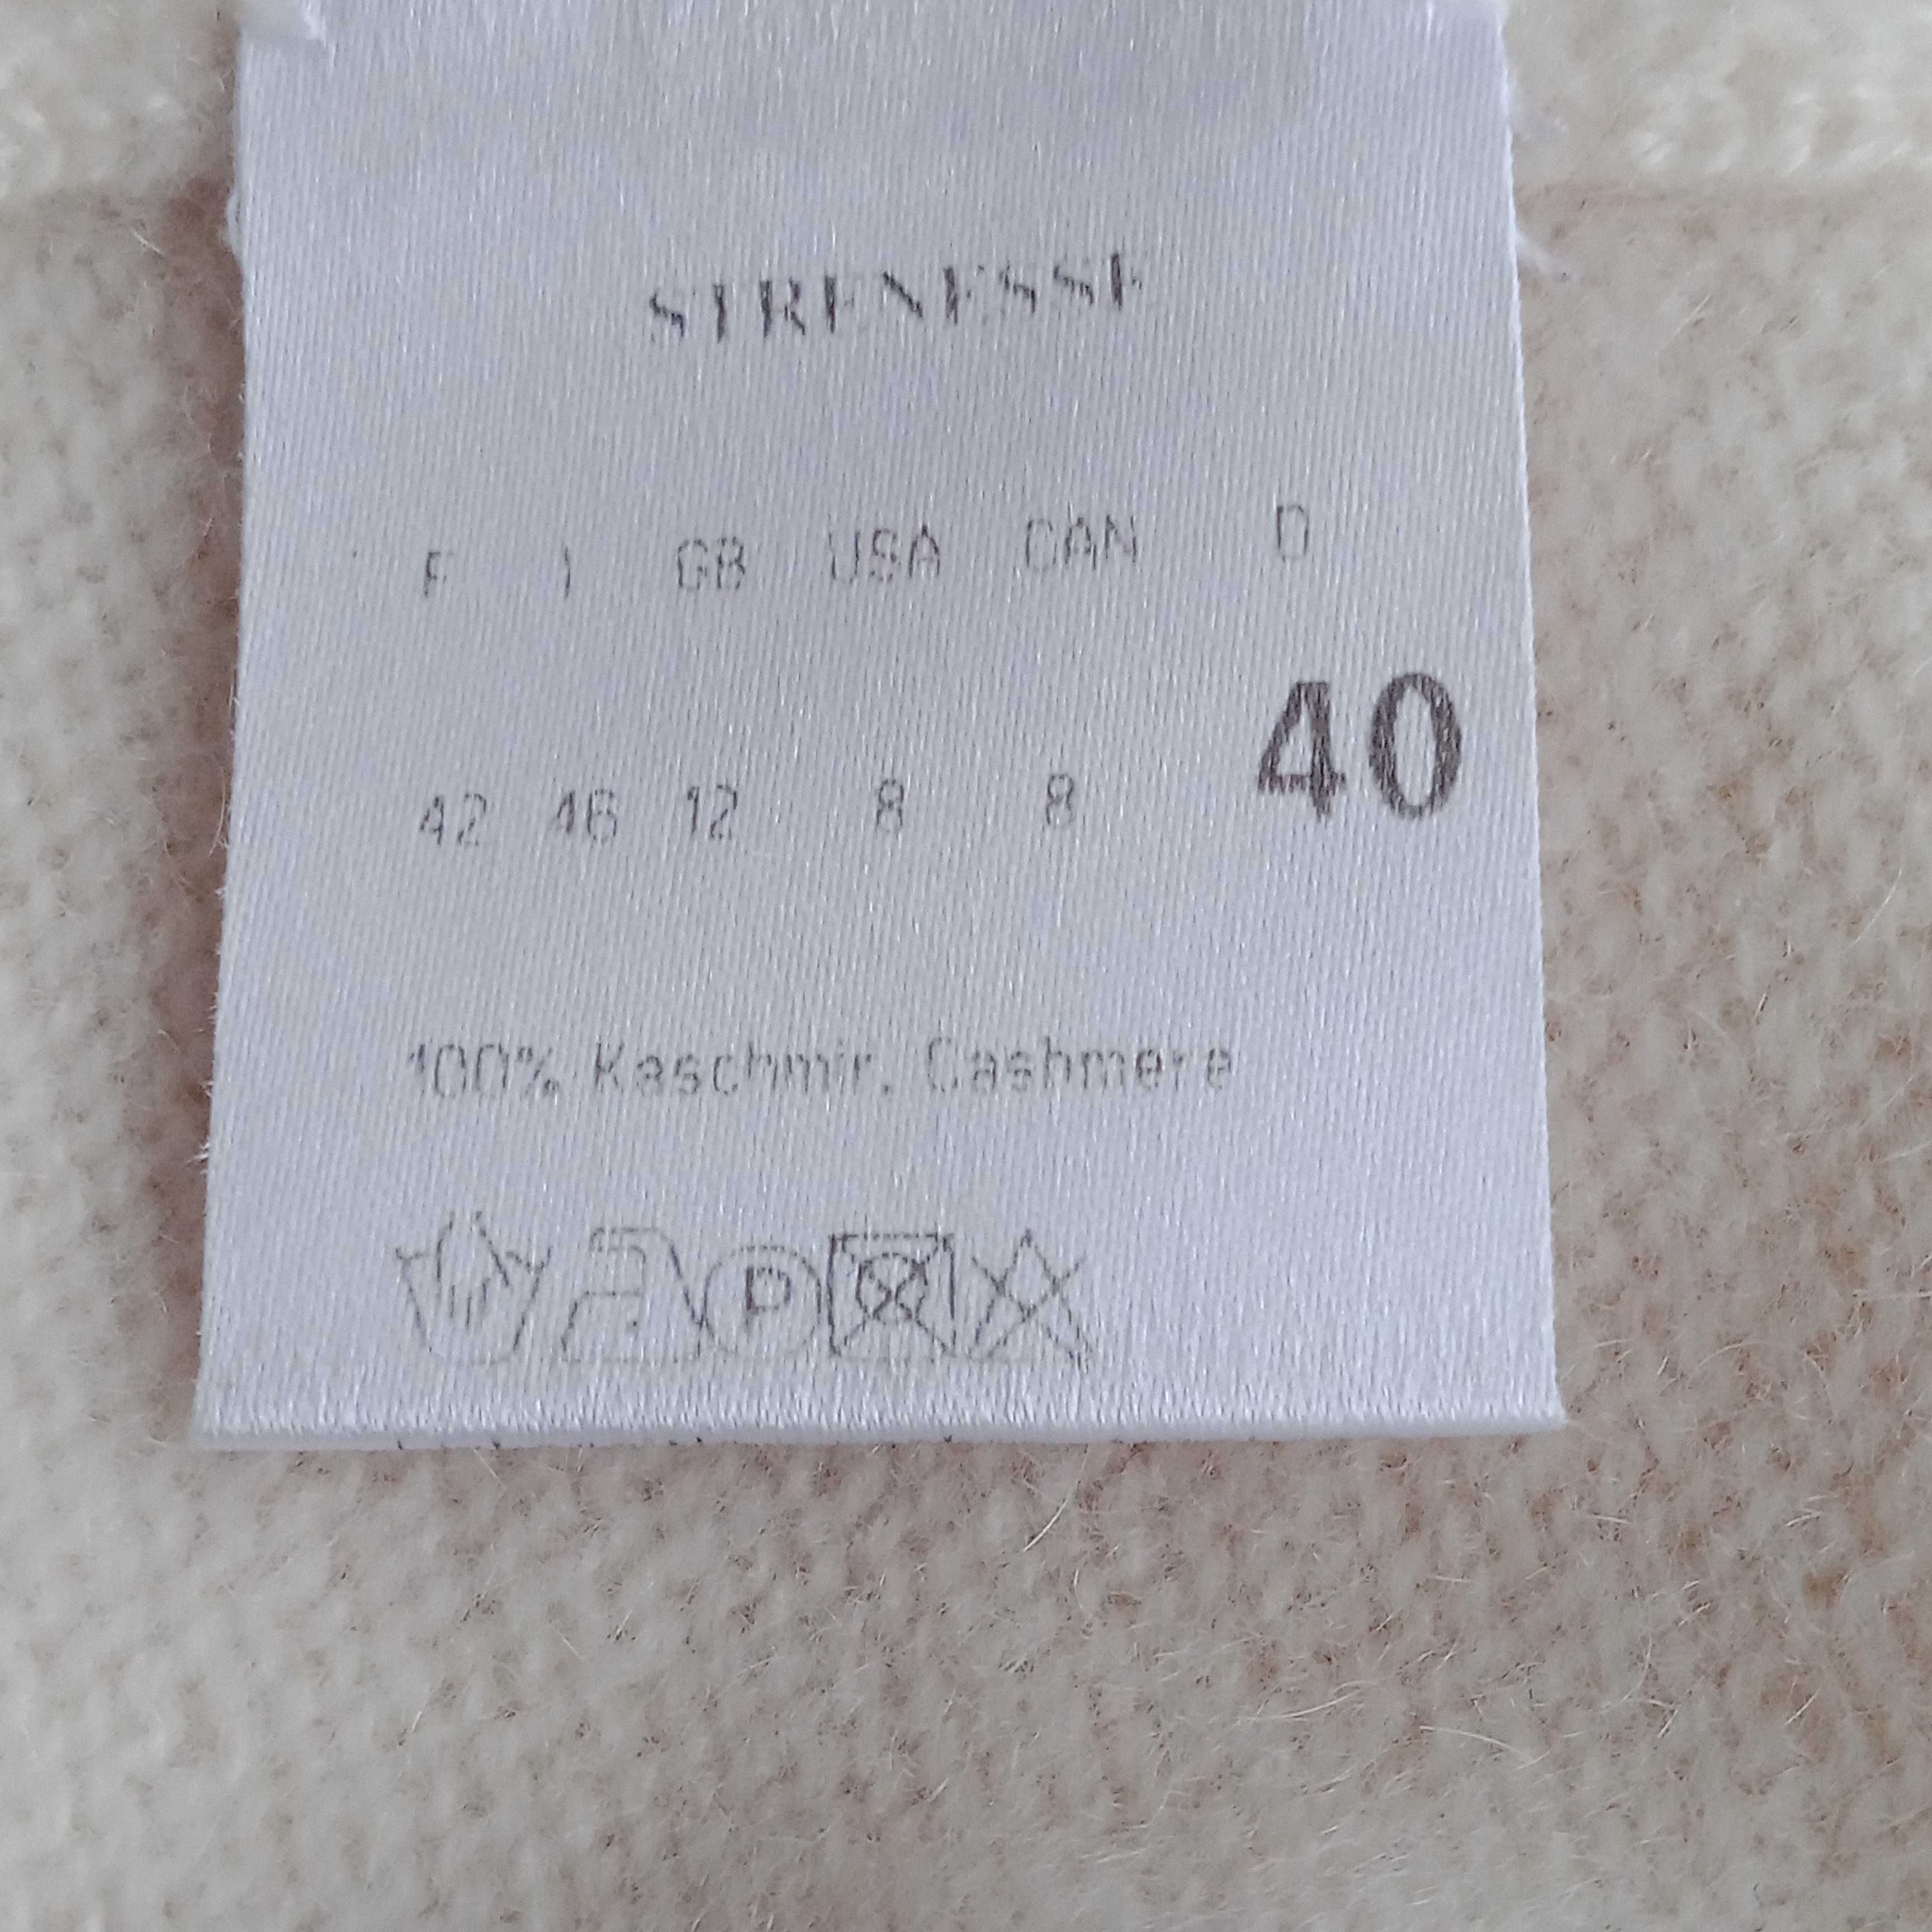 STRENESSE
F I GB USA CAN D
42 46 12 8 8 40
100% Kaschmir, Cashmere
P